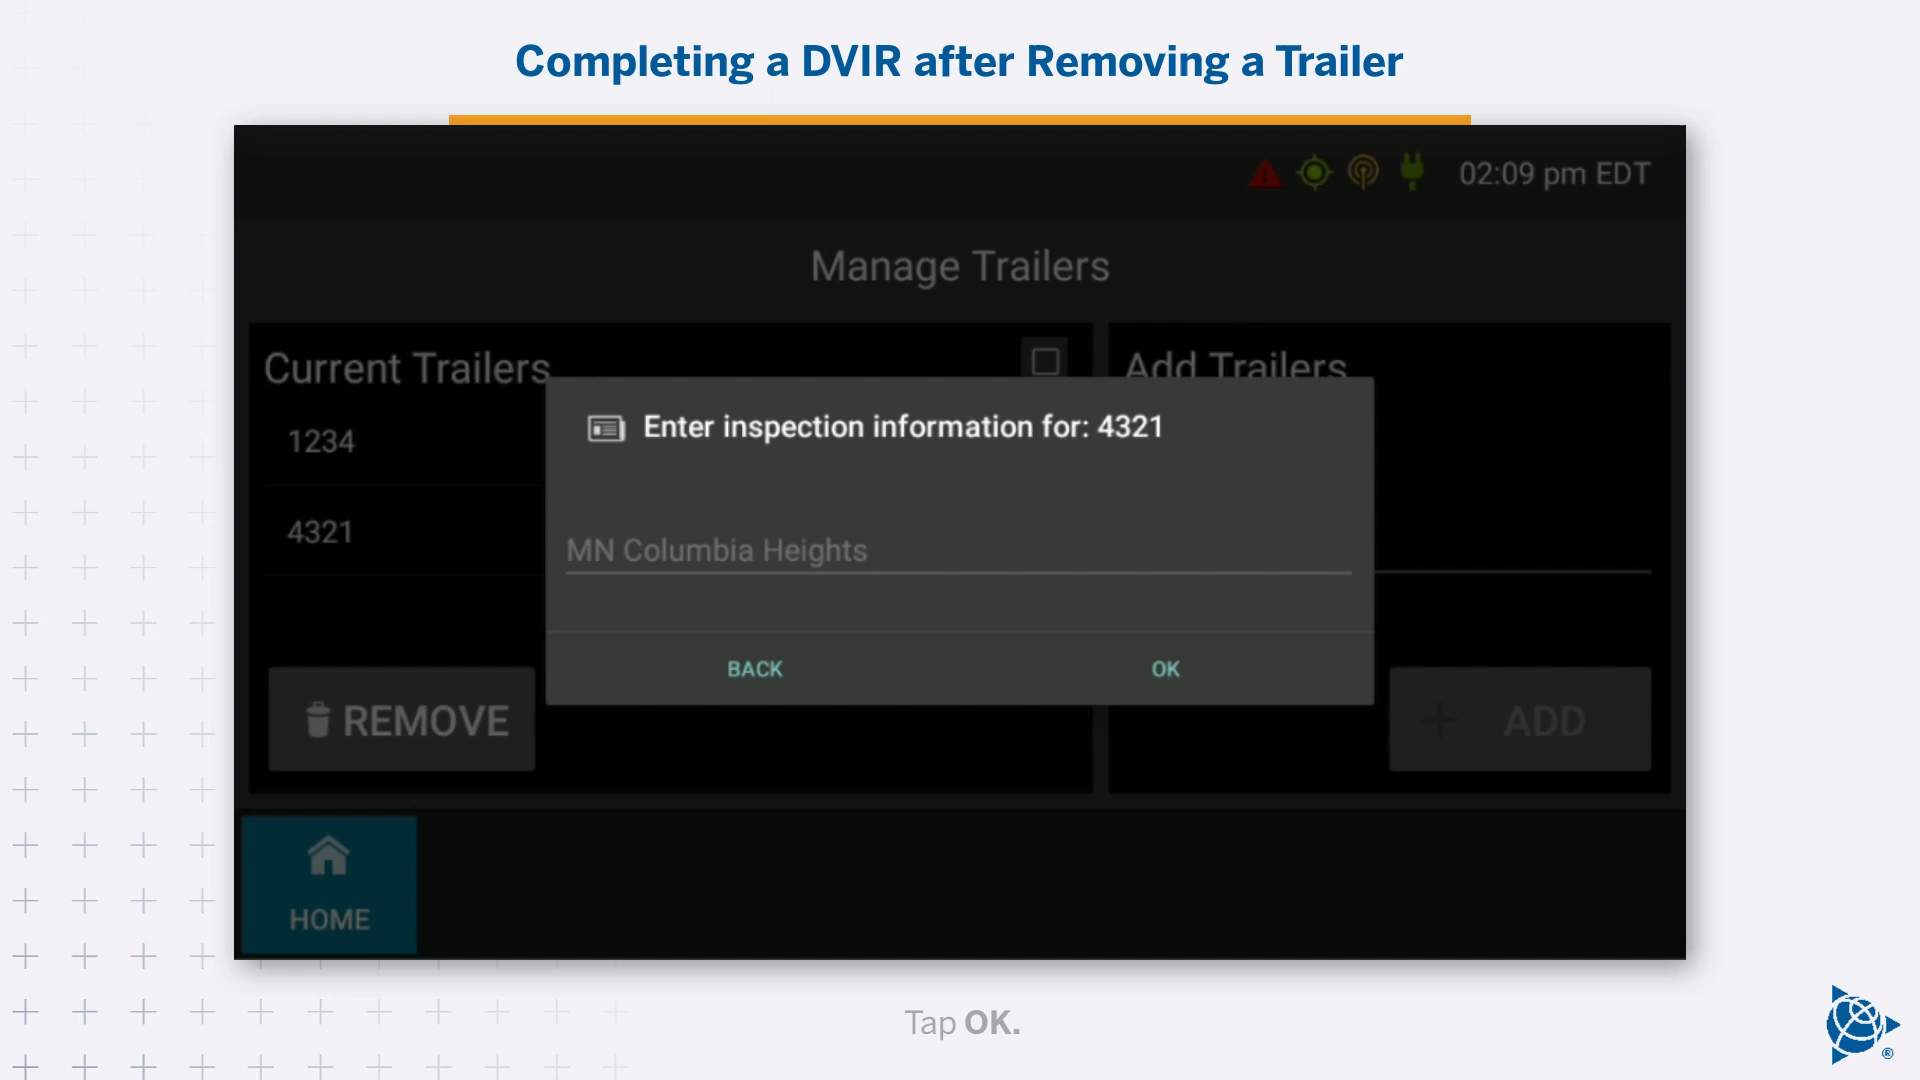 Completing a DVIR after Removing a Trailer
02:09 pm EDT
Manage Trailers
Current Trailers
Add Trailers
Enter inspection information for: 4321
1234
4321
MN Columbia Heights
BACK
OK
REMOVE
+ ADD
HOME
Tap OK.
®